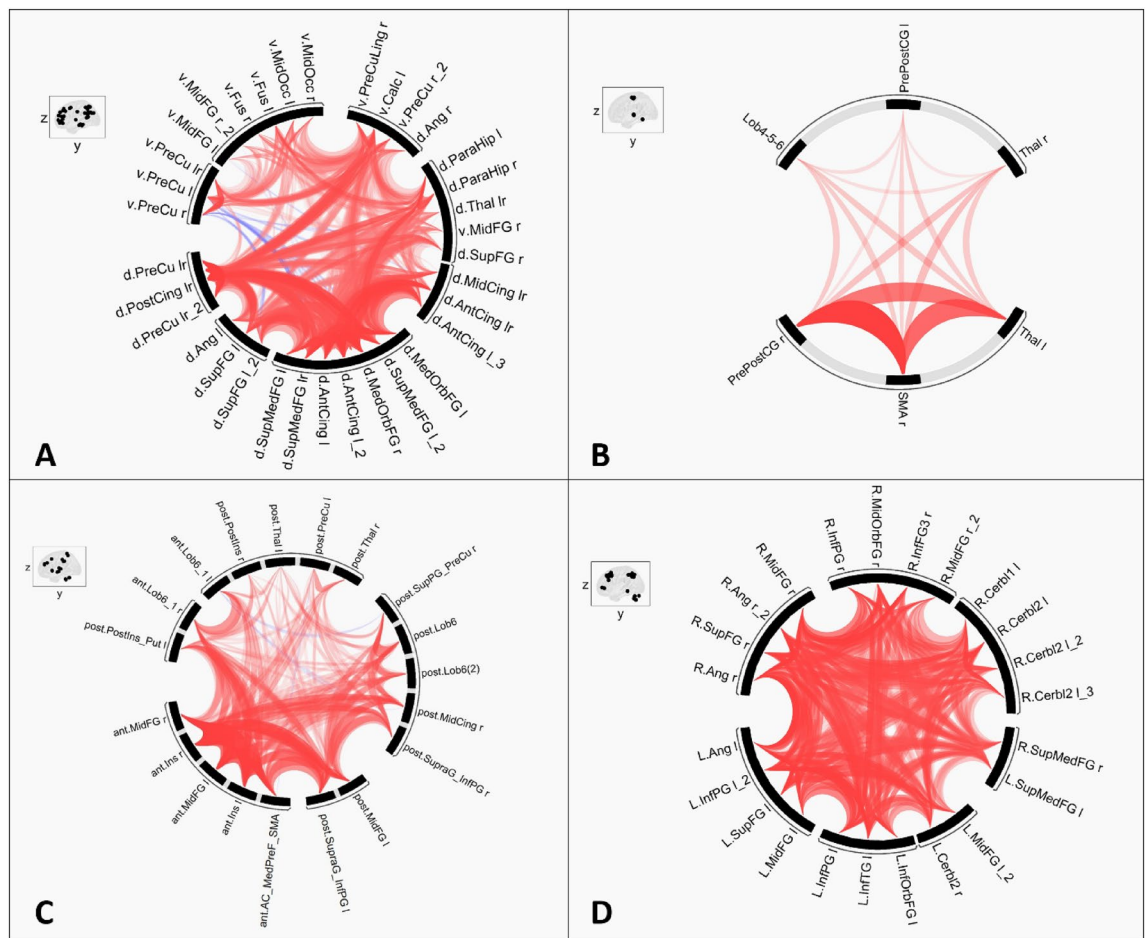 z
y
v.PreCu r
v.PreCu l
v.PreCu lr
v.MidFG l
v.MidFG r_2
v.Fus r
v.Fus l
v.MidOcc l
v.MidOcc r
v.PreCuLing r
v.Calc l
v.PreCu r_2
d.Ang r
d.ParaHip l
d.ParaHip r
d.Thal lr
v.MidFG r
d.SupFG r
d.MidCing lr
d.AntCing lr
d.AntCing l_3
d.MedOrbFG l
d.SupMedFG l_2
d.MedOrbFG r
d.AntCing l_2
d.AntCing l
d.SupMedFG lr
d.SupMedFG l
d.SupFG l_2
d.SupFG l
d.Ang l
d.PreCu lr_2
d.PostCing lr
d.PreCu lr
A
z
y
Lob4-5-6
PrePostCG l
Thal r
Thal l
SMA r
PrePostCG r
B
z
y
post.PostIns_Put l
ant.Lob6_1 r
ant.Lob6_1 l
post.PostIns r
post.Thal l
post.PreCu l
post.Thal r
post.SupPG_PreCu r
post.Lob6
post.Lob6(2)
post.MidCing r
post.SupraG_InfPG r
post.MidFG l
post.SupraG_InfPG l
ant.AC_MedPreF_SMA
ant.Ins l
ant.MidFG l
ant.Ins r
ant.MidFG r
C
z
y
R.Ang r
R.SupFG r
R.Ang r_2
R.MidFG r
R.InfPG r
R.MidOrbFG r
R.InfFG3 r
R.MidFG r_2
R.Cerbl1 l
R.Cerbl2 l
R.Cerbl2 l_2
R.Cerbl2 l_3
R.SupMedFG r
L.SupMedFG l
L.MidFG l_2
L.Cerbl2 r
L.InfOrbFG l
L.InfTG l
L.InfPG l
L.MidFG l
L.SupFG l
L.InfPG l_2
L.Ang l
D